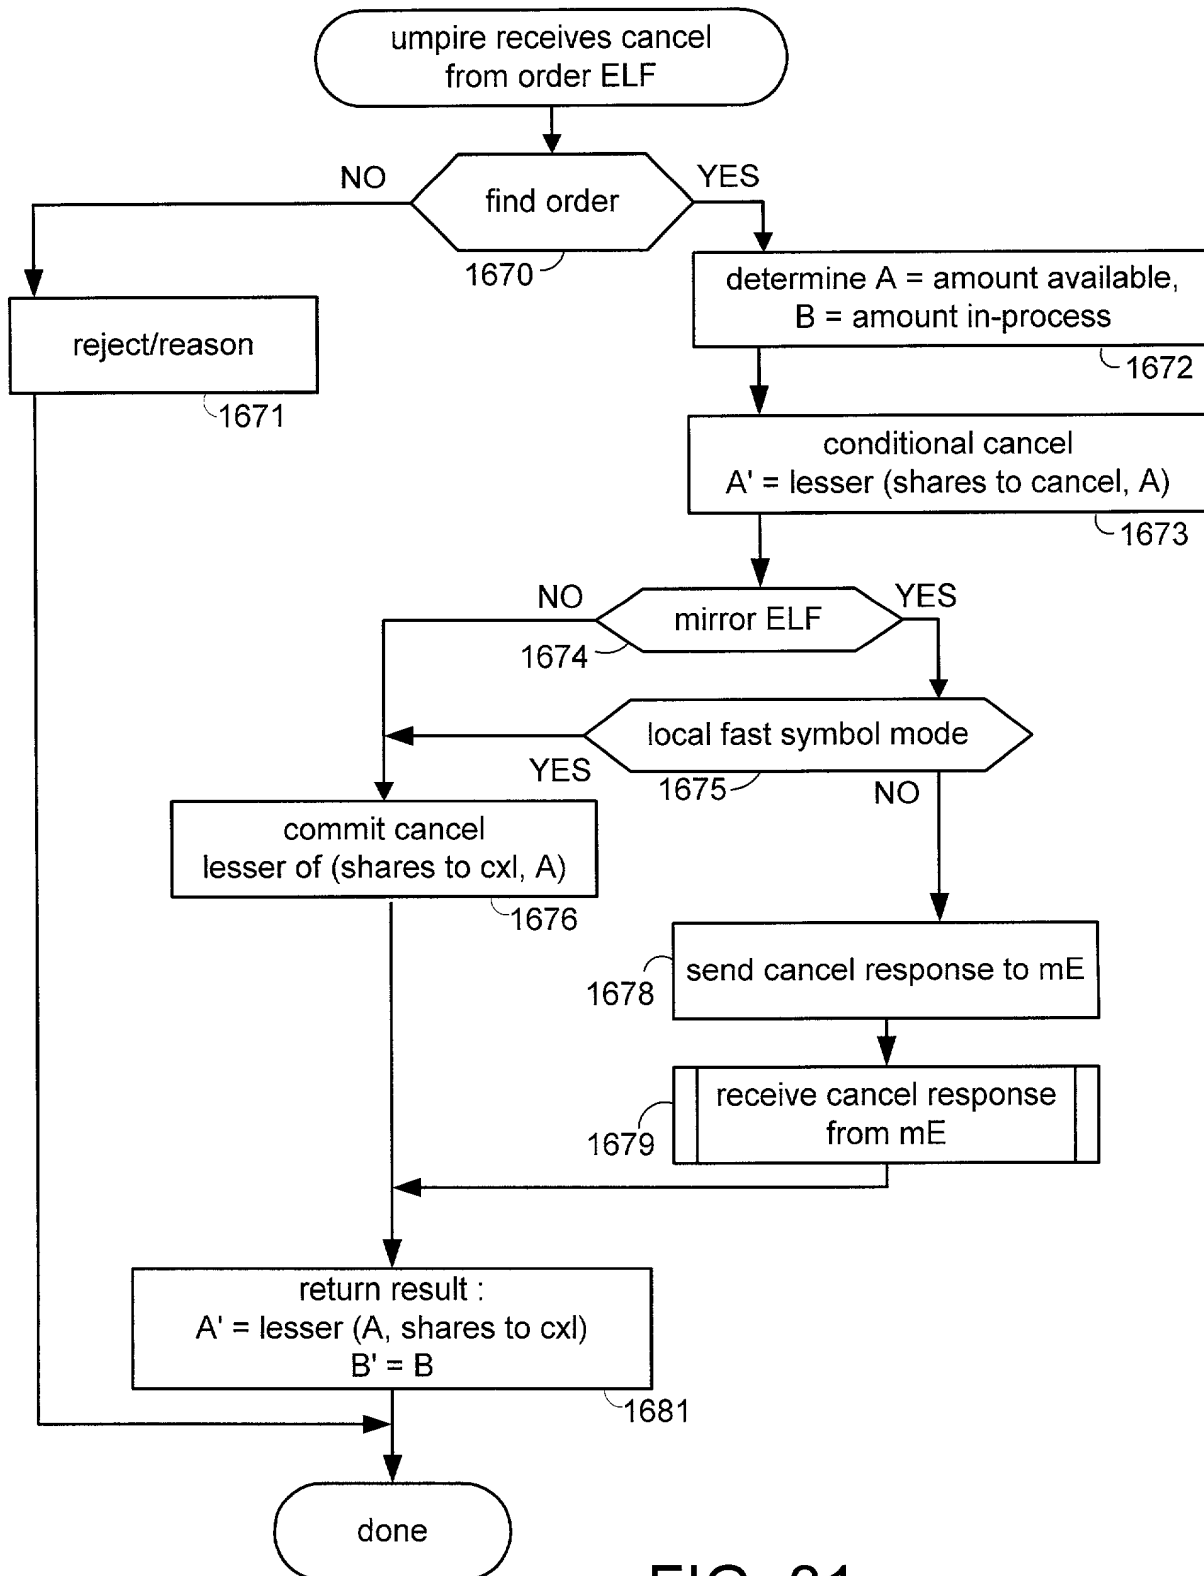 umpire receives cancel
from order ELF
NO
YES
find order
1670
determine A = amount available,
B = amount in-process
1672
reject/reason
1671
conditional cancel
A' = lesser (shares to cancel, A)
1673
NO
YES
mirror ELF
1674
local fast symbol mode
YES
1675
NO
commit cancel
lesser of (shares to cxl, A)
1676
send cancel response to mE
1678
receive cancel response
from mE
1679
return result :
A' = lesser (A, shares to cxl)
B' = B
1681
done